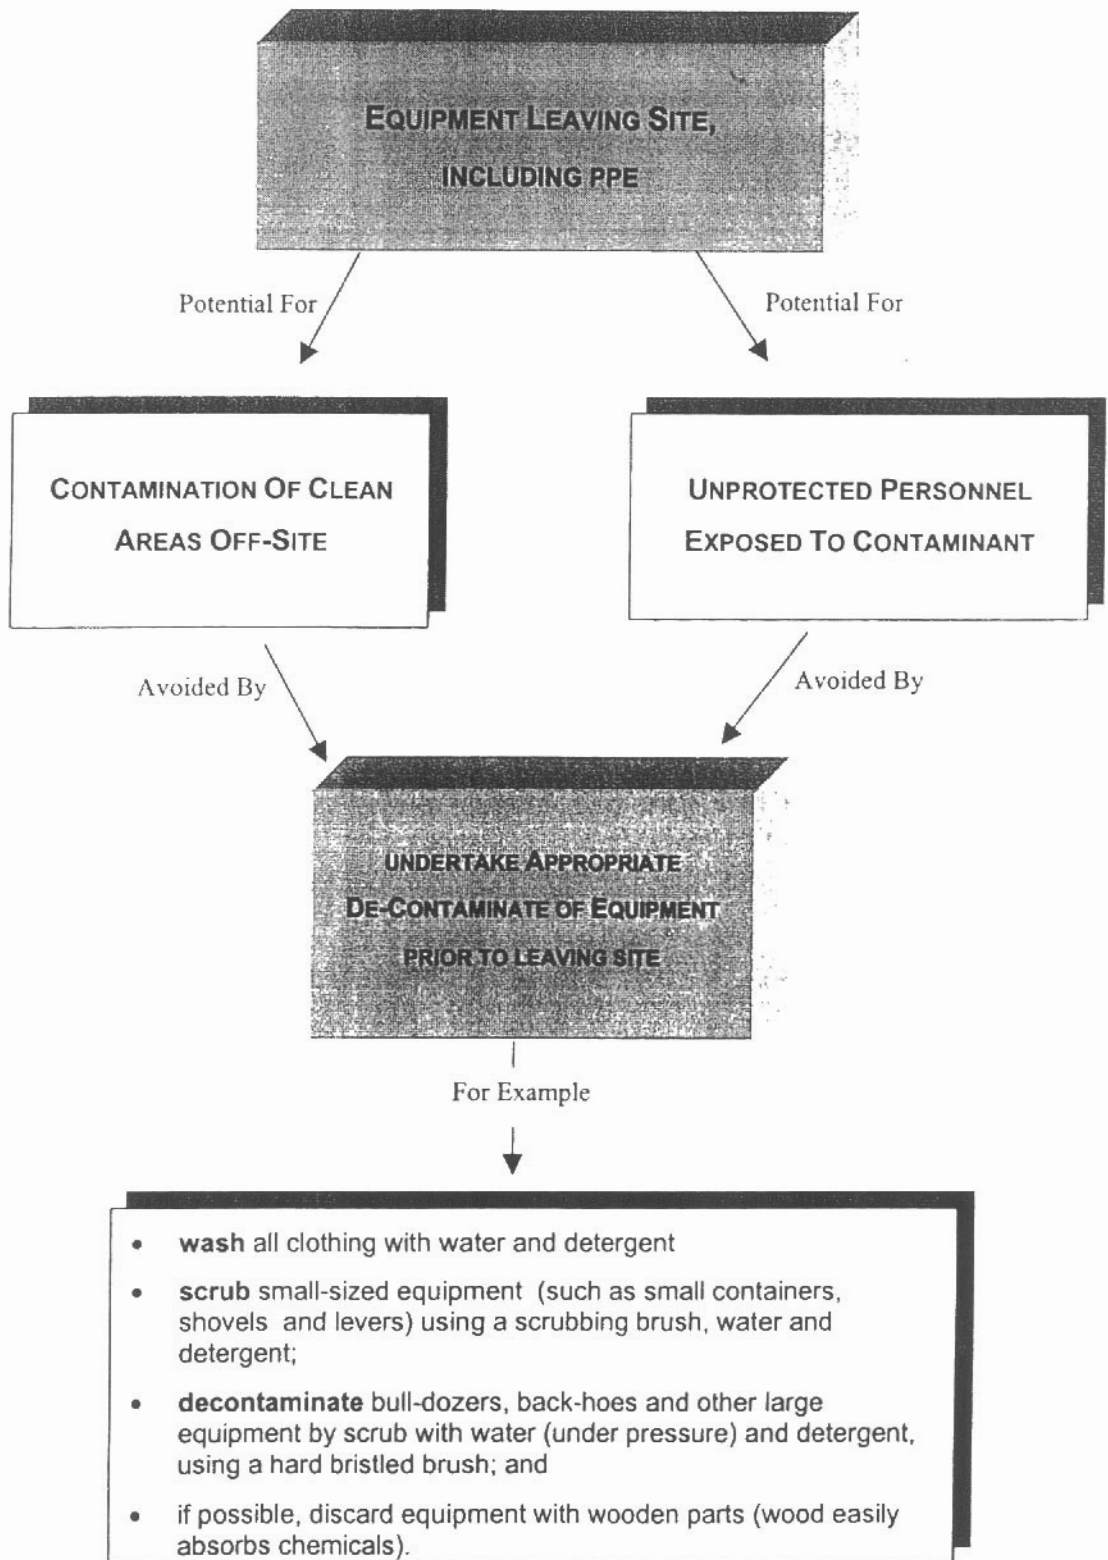 EQUIPMENT LEAVING SITE,
INCLUDING PPE
Potential For
Potential For
CONTAMINATION OF CLEAN
AREAS OFF-SITE
UNPROTECTED PERSONNEL
EXPOSED TO CONTAMINANT
Avoided By
Avoided By
UNDERTAKE APPROPRIATE
DE-CONTAMINATE OF EQUIPMENT
PRIOR TO LEAVING SITE
For Example
• wash all clothing with water and detergent
• scrub small-sized equipment (such as small containers,
shovels and levers) using a scrubbing brush, water and
detergent;
• decontaminate bull-dozers, back-hoes and other large
equipment by scrub with water (under pressure) and detergent,
using a hard bristled brush; and
• if possible, discard equipment with wooden parts (wood easily
absorbs chemicals).